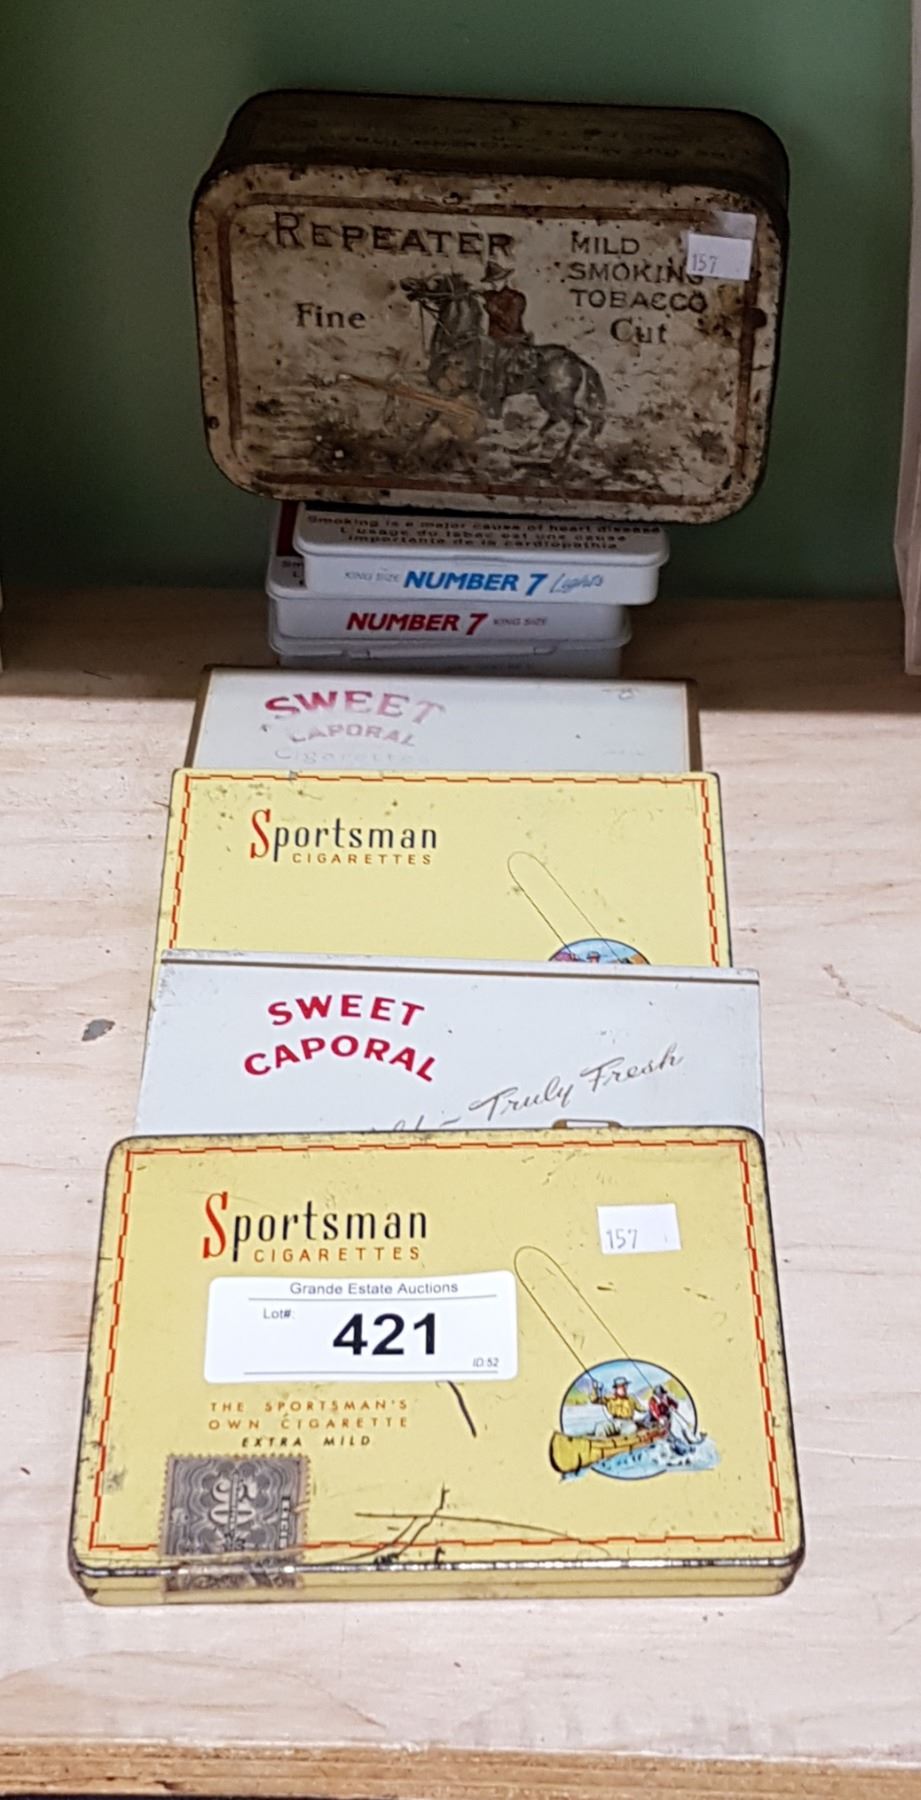 REPEATER
MILD
SMOKING
TOBACCO
Fine
Cut
157
Smoking is a major cause of heart disease
L'usage du tabac est une cause
importante de la cardiopathie
KING SIZE NUMBER 7 Lights
NUMBER 7 KING SIZE
SWEET
CAPORAL
Cigarettes
Sportsman
CIGARETTES
SWEET
CAPORAL
Truly Fresh
Sportsman
CIGARETTES
157
Grande Estate Auctions
Lot#:
421
ID:52
THE SPORTSMAN'S
OWN CIGARETTE
EXTRA MILD